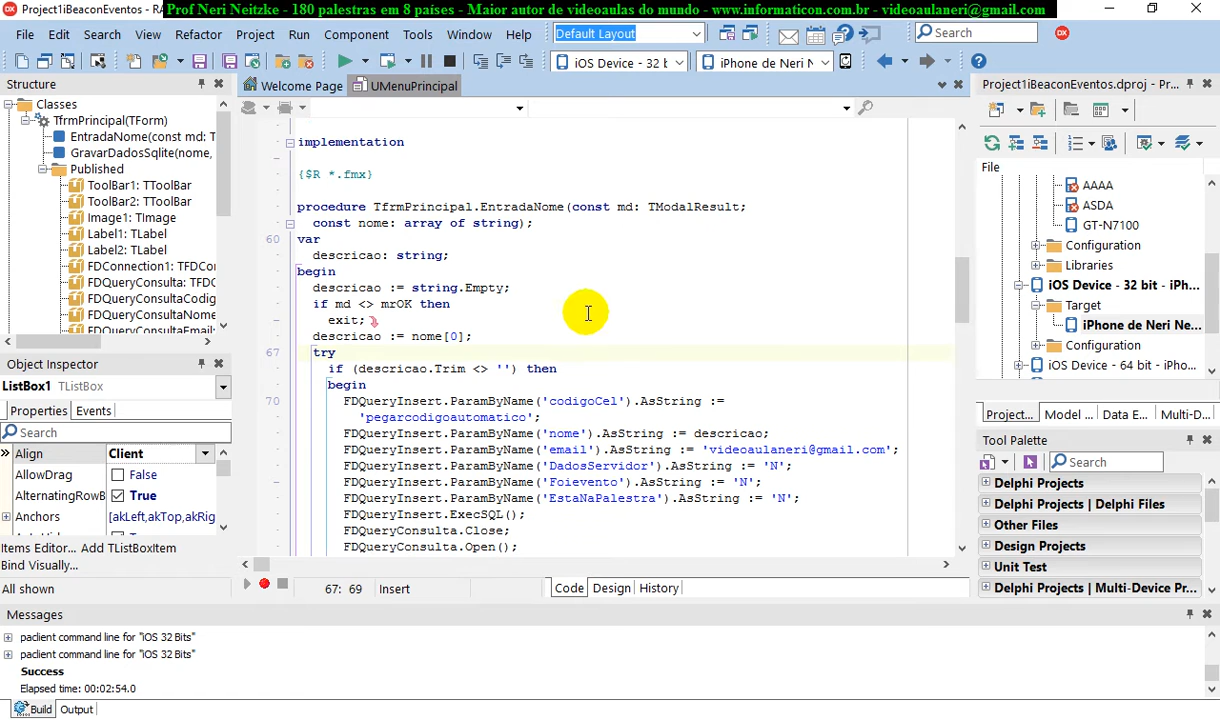 Project1iBeaconEventos - RA
Prof Neri Neitzke - 180 palestras em 8 países - Maior autor de videoaulas do mundo - www.informaticon.com.br - videoaulaneri@gmail.com
File Edit Search View Refactor Project Run Component Tools Window Help
Default Layout
Search
iOS Device - 32 b
iPhone de Neri N
Structure
Classes
TfrmPrincipal(TForm)
EntradaNome(const md: T
GravarDadosSqlite(nome,
Published
ToolBar1: TToolBar
ToolBar2: TToolBar
Image1: TImage
Label1: TLabel
Label2: TLabel
FDConnection1: TFDCor
FDQueryConsulta: TFDC
FDQueryConsultaCodig
FDQueryConsultaNome
FDQueryConsultaEmail:
Object Inspector
ListBox1 TListBox
Properties Events
Search
Align Client
AllowDrag False
AlternatingRowB True
Anchors [akLeft,akTop,akRig
Items Editor... Add TListBoxItem
Bind Visually...
All shown
Welcome Page UMenuPrincipal
implementation
{$R *.fmx}
procedure TfrmPrincipal.EntradaNome(const md: TModalResult;
const nome: array of string);
60 var
descricao: string;
begin
descricao := string.Empty;
if md <> mrOK then
exit;
descricao := nome[0];
67 try
if (descricao.Trim <> '') then
begin
70 FDQueryInsert.ParamByName('codigoCel').AsString :=
'pegarcodigoautomatico';
FDQueryInsert.ParamByName('nome').AsString := descricao;
FDQueryInsert.ParamByName('email').AsString := 'videoaulaneri@gmail.com';
FDQueryInsert.ParamByName('DadosServidor').AsString := 'N';
FDQueryInsert.ParamByName('Foievento').AsString := 'N';
FDQueryInsert.ParamByName('EstaNaPalestra').AsString := 'N';
FDQueryInsert.ExecSQL();
FDQueryConsulta.Close;
FDQueryConsulta.Open();
67: 69 Insert Code Design History
Project1iBeaconEventos.dproj - Pr...
File
AAAA
ASDA
GT-N7100
Configuration
Libraries
iOS Device - 32 bit - iPh...
Target
iPhone de Neri Ne...
Configuration
iOS Device - 64 bit - iPho...
Project... Model ... Data E... Multi-D...
Tool Palette
Search
Delphi Projects
Delphi Projects | Delphi Files
Other Files
Design Projects
Unit Test
Delphi Projects | Multi-Device Pr...
Messages
paclient command line for "iOS 32 Bits"
paclient command line for "iOS 32 Bits"
Success
Elapsed time: 00:02:54.0
Build Output